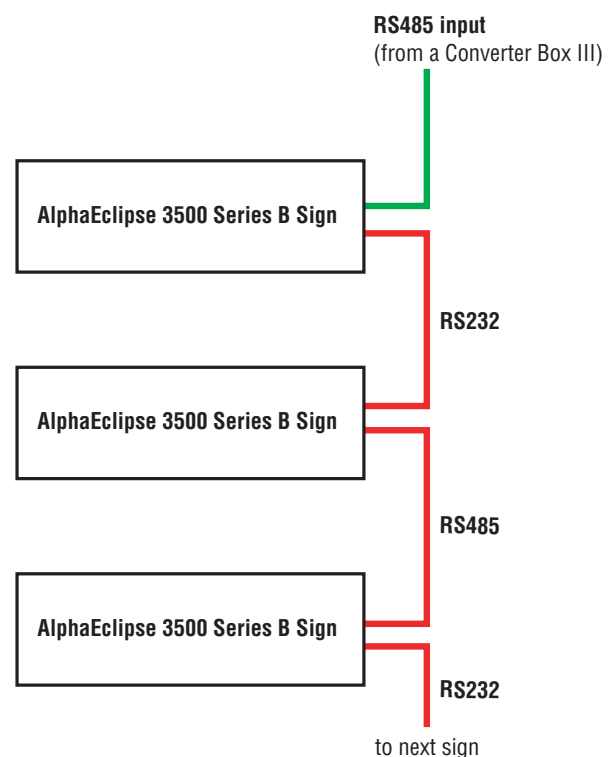 RS485 input
(from a Converter Box III)
AlphaEclipse 3500 Series B Sign
RS232
AlphaEclipse 3500 Series B Sign
RS485
AlphaEclipse 3500 Series B Sign
RS232
to next sign